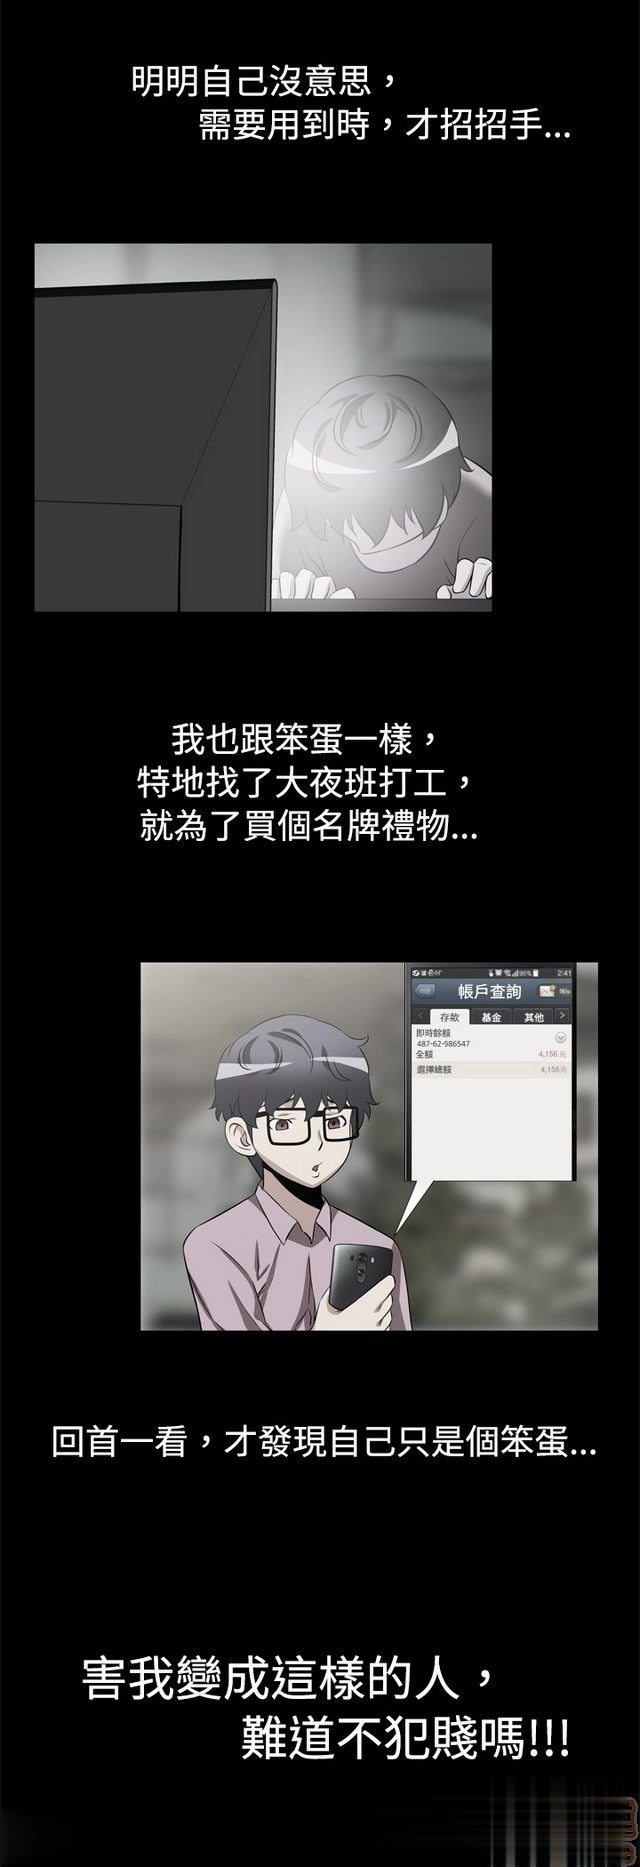 明明自己沒意思，
需要用到時，才招招手...
我也跟笨蛋一樣，
特地找了大夜班打工，
就為了買個名牌禮物...
2:41
帳戶查詢
存款 基金 其他
即時餘額
487-62-986547
全額 4,156 元
選擇總額 4,156元
回首一看，才發現自己只是個笨蛋...
害我變成這樣的人，
難道不犯賤嗎!!!